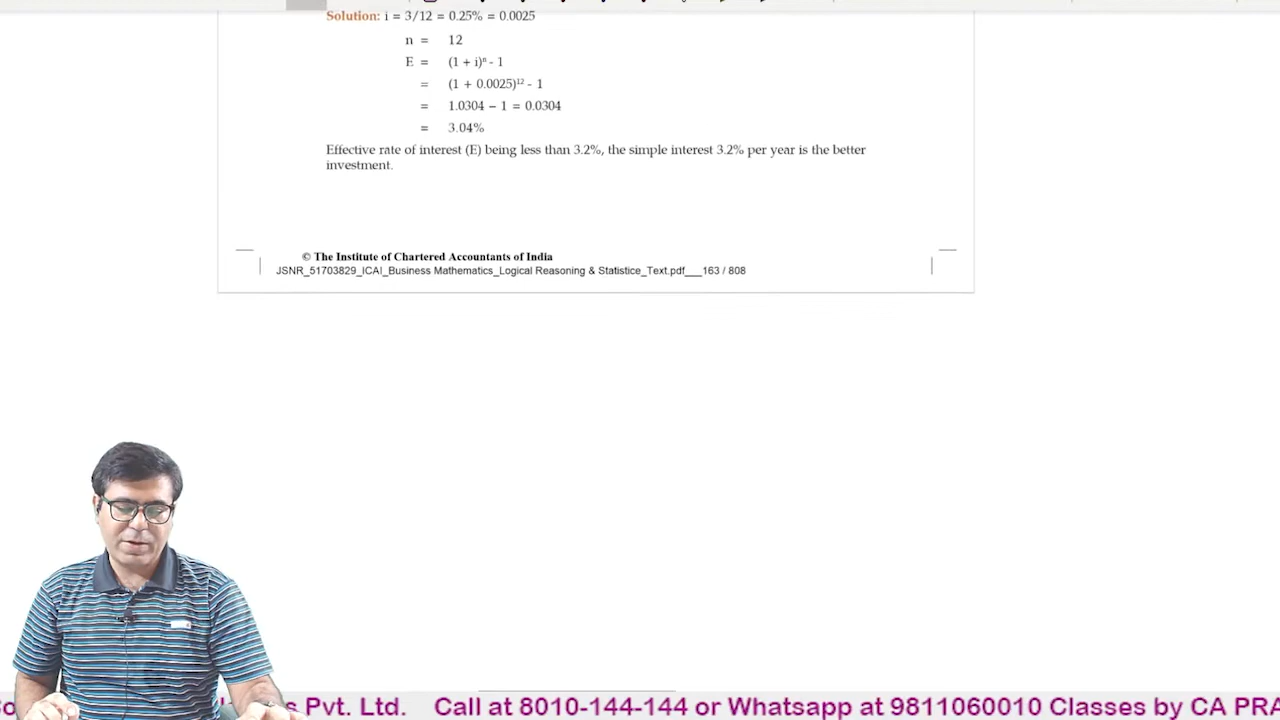 Solution: i = 3/12 = 0.25% = 0.0025
n = 12
E = (1 + i)ⁿ - 1
= (1 + 0.0025)¹² - 1
= 1.0304 – 1 = 0.0304
= 3.04%
Effective rate of interest (E) being less than 3.2%, the simple interest 3.2% per year is the better
investment.
© The Institute of Chartered Accountants of India
JSNR_51703829_ICAI_Business Mathematics_Logical Reasoning & Statistice_Text.pdf___163 / 808
s Pvt. Ltd. Call at 8010-144-144 or Whatsapp at 9811060010 Classes by CA PRA